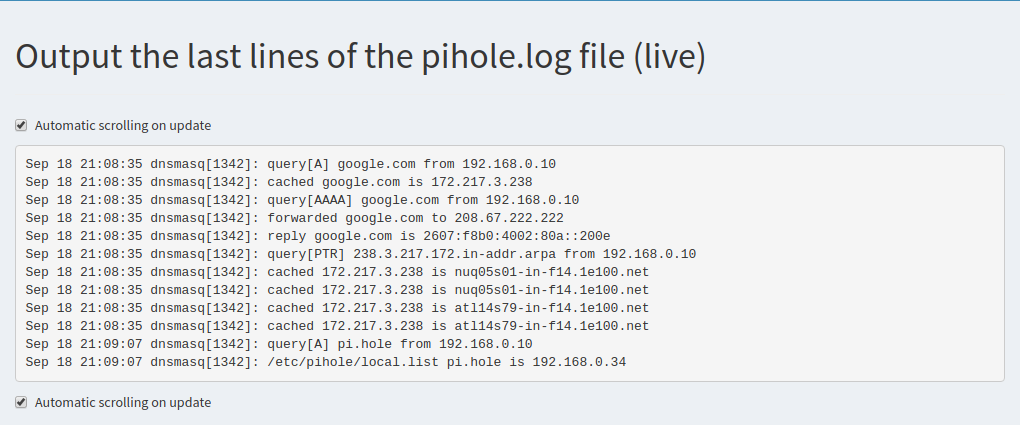 Output the last lines of the pihole.log file (live)
Automatic scrolling on update
Sep 18 21:08:35 dnsmasq[1342]: query[A] google.com from 192.168.0.10
Sep 18 21:08:35 dnsmasq[1342]: cached google.com is 172.217.3.238
Sep 18 21:08:35 dnsmasq[1342]: query[AAAA] google.com from 192.168.0.10
Sep 18 21:08:35 dnsmasq[1342]: forwarded google.com to 208.67.222.222
Sep 18 21:08:35 dnsmasq[1342]: reply google.com is 2607:f8b0:4002:80a::200e
Sep 18 21:08:35 dnsmasq[1342]: query[PTR] 238.3.217.172.in-addr.arpa from 192.168.0.10
Sep 18 21:08:35 dnsmasq[1342]: cached 172.217.3.238 is nuq05s01-in-f14.1e100.net
Sep 18 21:08:35 dnsmasq[1342]: cached 172.217.3.238 is nuq05s01-in-f14.1e100.net
Sep 18 21:08:35 dnsmasq[1342]: cached 172.217.3.238 is atl14s79-in-f14.1e100.net
Sep 18 21:08:35 dnsmasq[1342]: cached 172.217.3.238 is atl14s79-in-f14.1e100.net
Sep 18 21:09:07 dnsmasq[1342]: query[A] pi.hole from 192.168.0.10
Sep 18 21:09:07 dnsmasq[1342]: /etc/pihole/local.list pi.hole is 192.168.0.34
Automatic scrolling on update